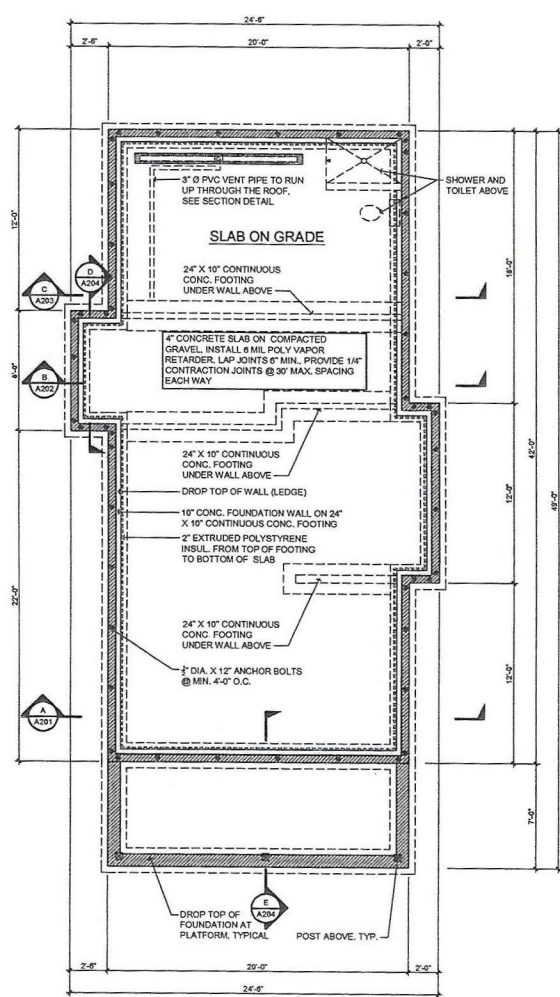 24'-6"
2'-6"
20'-0"
2'-0"
3" Ø PVC VENT PIPE TO RUN
UP THROUGH THE ROOF,
SEE SECTION DETAIL
SHOWER AND
TOILET ABOVE
12'-0"
SLAB ON GRADE
18'-0"
D
A204
24" X 10" CONTINUOUS
CONC. FOOTING
UNDER WALL ABOVE
C
A203
4" CONCRETE SLAB ON COMPACTED
GRAVEL, INSTALL 6 MIL POLY VAPOR
RETARDER, LAP JOINTS 6" MIN., PROVIDE 1/4"
CONTRACTION JOINTS @ 30' MAX. SPACING
EACH WAY
8'-0"
B
A202
42'-0"
49'-0"
24" X 10" CONTINUOUS
CONC. FOOTING
UNDER WALL ABOVE
DROP TOP OF WALL (LEDGE)
12'-0"
10" CONC. FOUNDATION WALL ON 24"
X 10" CONTINUOUS CONC. FOOTING
2" EXTRUDED POLYSTYRENE
INSUL. FROM TOP OF FOOTING
TO BOTTOM OF SLAB
22'-0"
24" X 10" CONTINUOUS
CONC. FOOTING
UNDER WALL ABOVE
DIA. X 12" ANCHOR BOLTS
@ MIN. 4'-0" O.C.
12'-0"
A
A201
7'-0"
DROP TOP OF
FOUNDATION AT
PLATFORM, TYPICAL
E
A204
POST ABOVE, TYP.
2'-6"
20'-0"
2'-0"
24'-6"